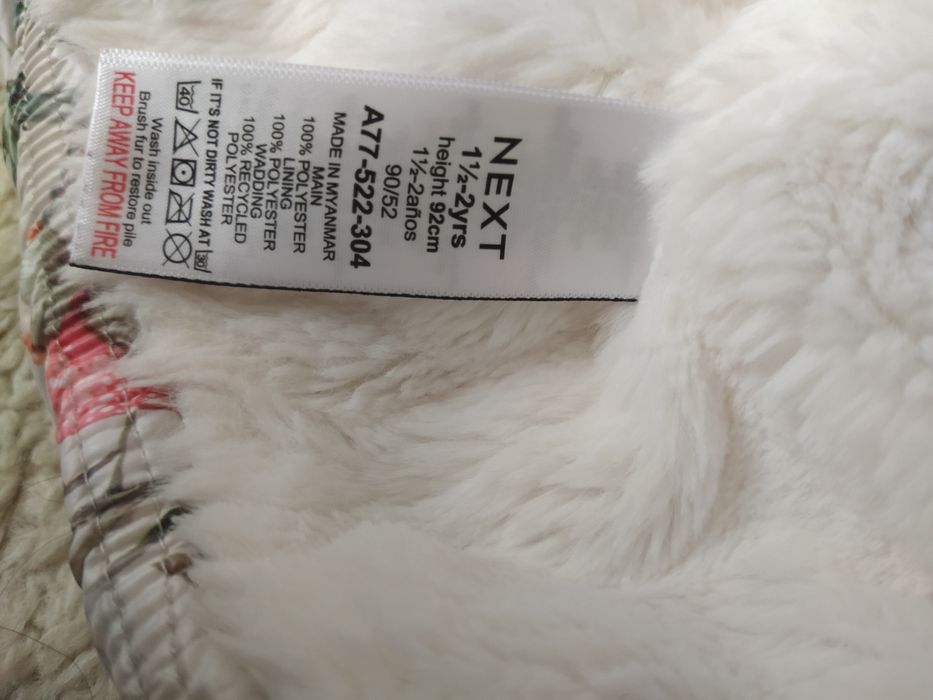 NEXT
1½-2yrs
height 92cm
1½-2años
90/52
A77-522-304
MADE IN MYANMAR
MAIN
100% POLYESTER
LINING
100% POLYESTER
WADDING
100% RECYCLED
POLYESTER
IF IT'S NOT DIRTY WASH AT 30
40
Wash inside out
Brush fur to restore pile
KEEP AWAY FROM FIRE